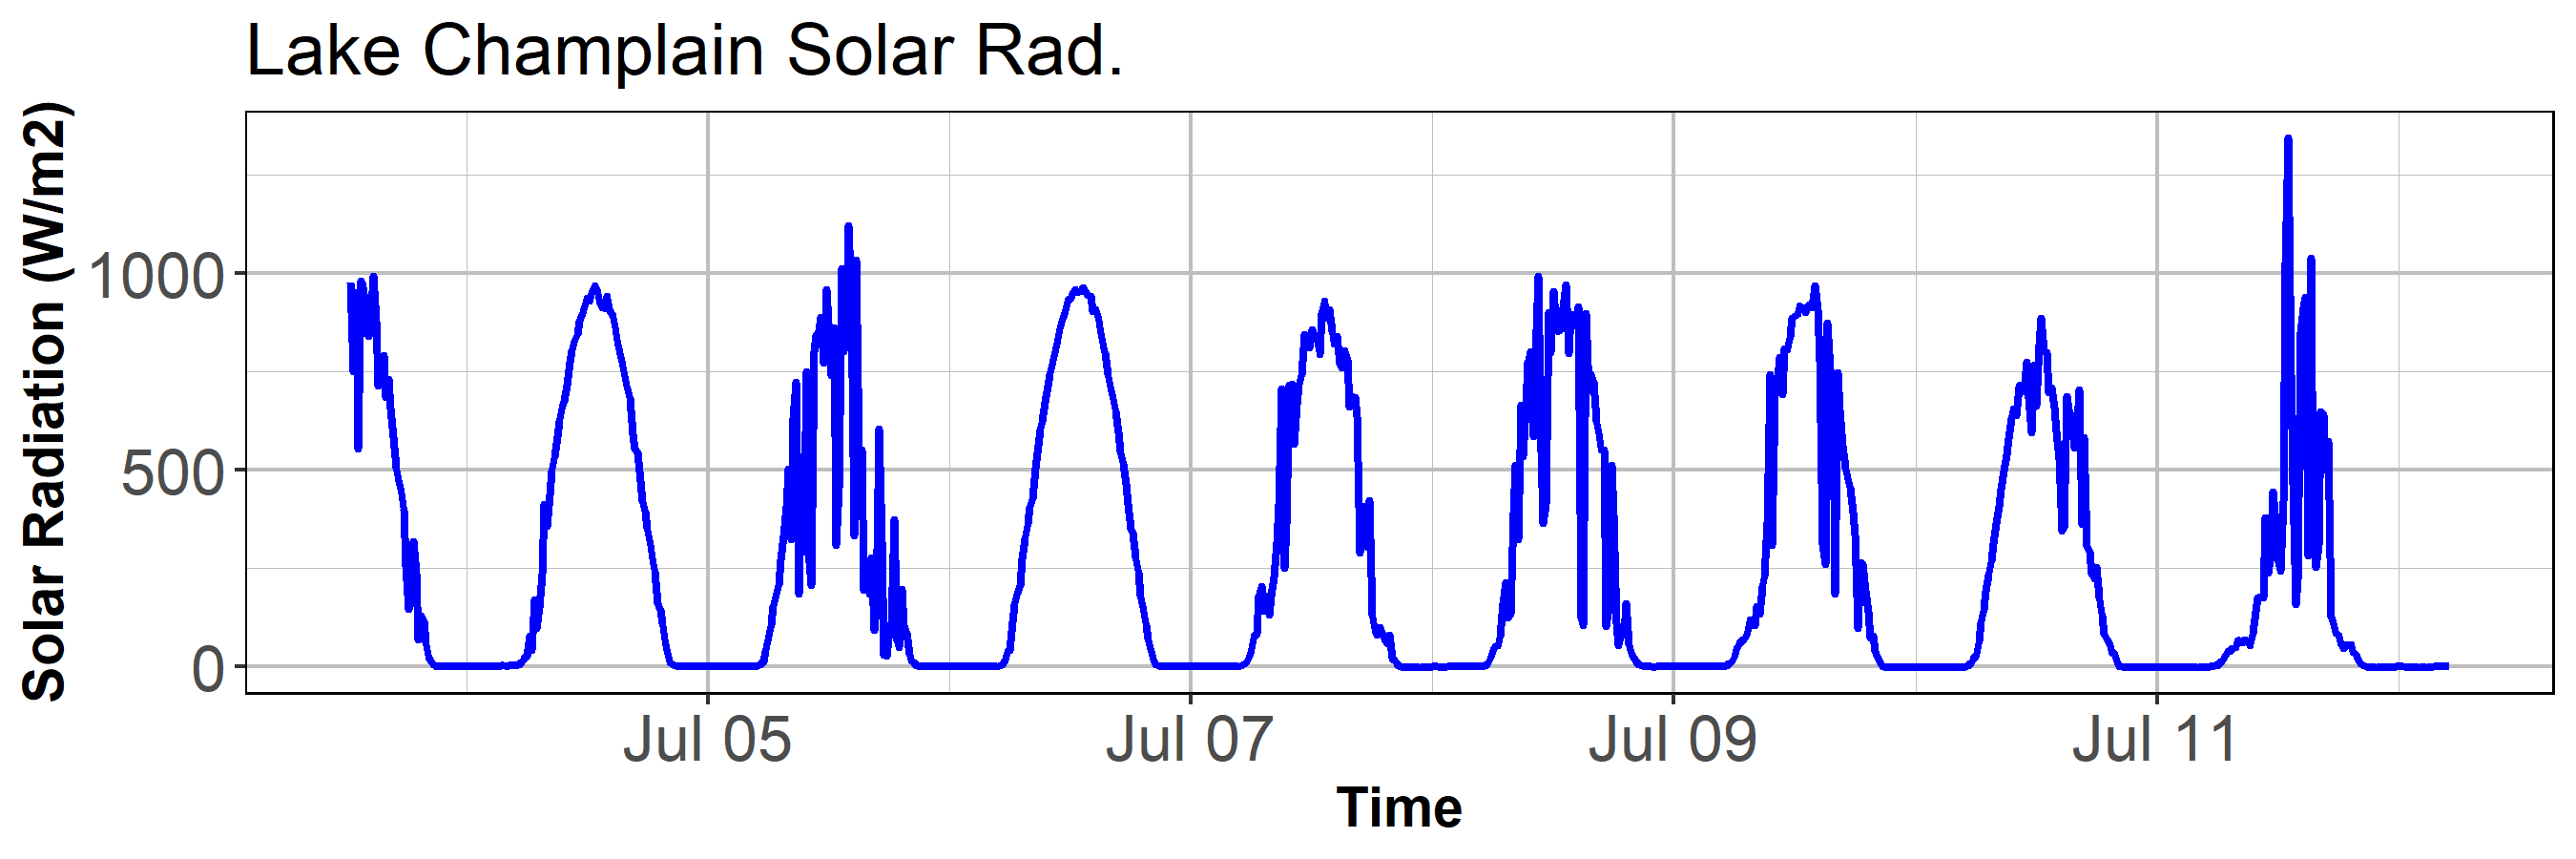 Lake Champlain Solar Rad.
Solar Radiation (W/m2)
1000
500
0
Jul 05 Jul 07 Jul 09 Jul 11
Time